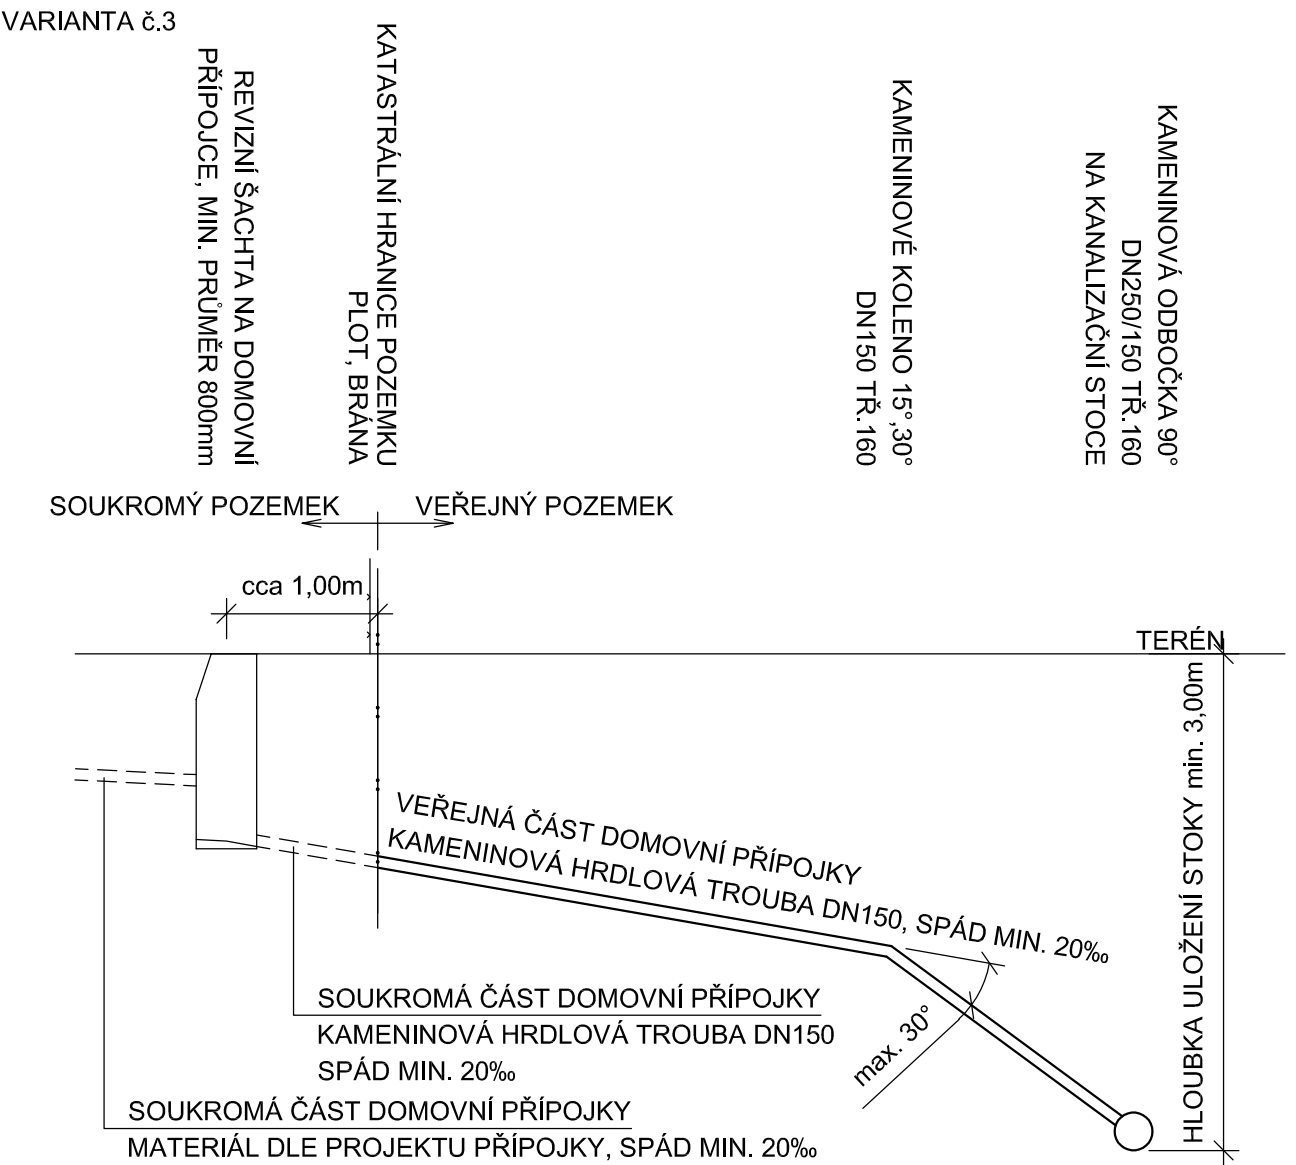 VARIANTA č.3
REVIZNÍ ŠACHTA NA DOMOVNÍ
PŘÍPOJCE, MIN. PRŮMĚR 800mm
KATASTRÁLNÍ HRANICE POZEMKU
PLOT, BRÁNA
KAMENINOVÉ KOLENO 15°,30°
DN150 TŘ.160
KAMENINOVÁ ODBOČKA 90°
DN250/150 TŘ.160
NA KANALIZAČNÍ STOCE
SOUKROMÝ POZEMEK
VEŘEJNÝ POZEMEK
cca 1,00m
TERÉN
HLOUBKA ULOŽENÍ STOKY min. 3,00m
VEŘEJNÁ ČÁST DOMOVNÍ PŘÍPOJKY
KAMENINOVÁ HRDLOVÁ TROUBA DN150, SPÁD MIN. 20‰
max. 30°
SOUKROMÁ ČÁST DOMOVNÍ PŘÍPOJKY
KAMENINOVÁ HRDLOVÁ TROUBA DN150
SPÁD MIN. 20‰
SOUKROMÁ ČÁST DOMOVNÍ PŘÍPOJKY
MATERIÁL DLE PROJEKTU PŘÍPOJKY, SPÁD MIN. 20‰